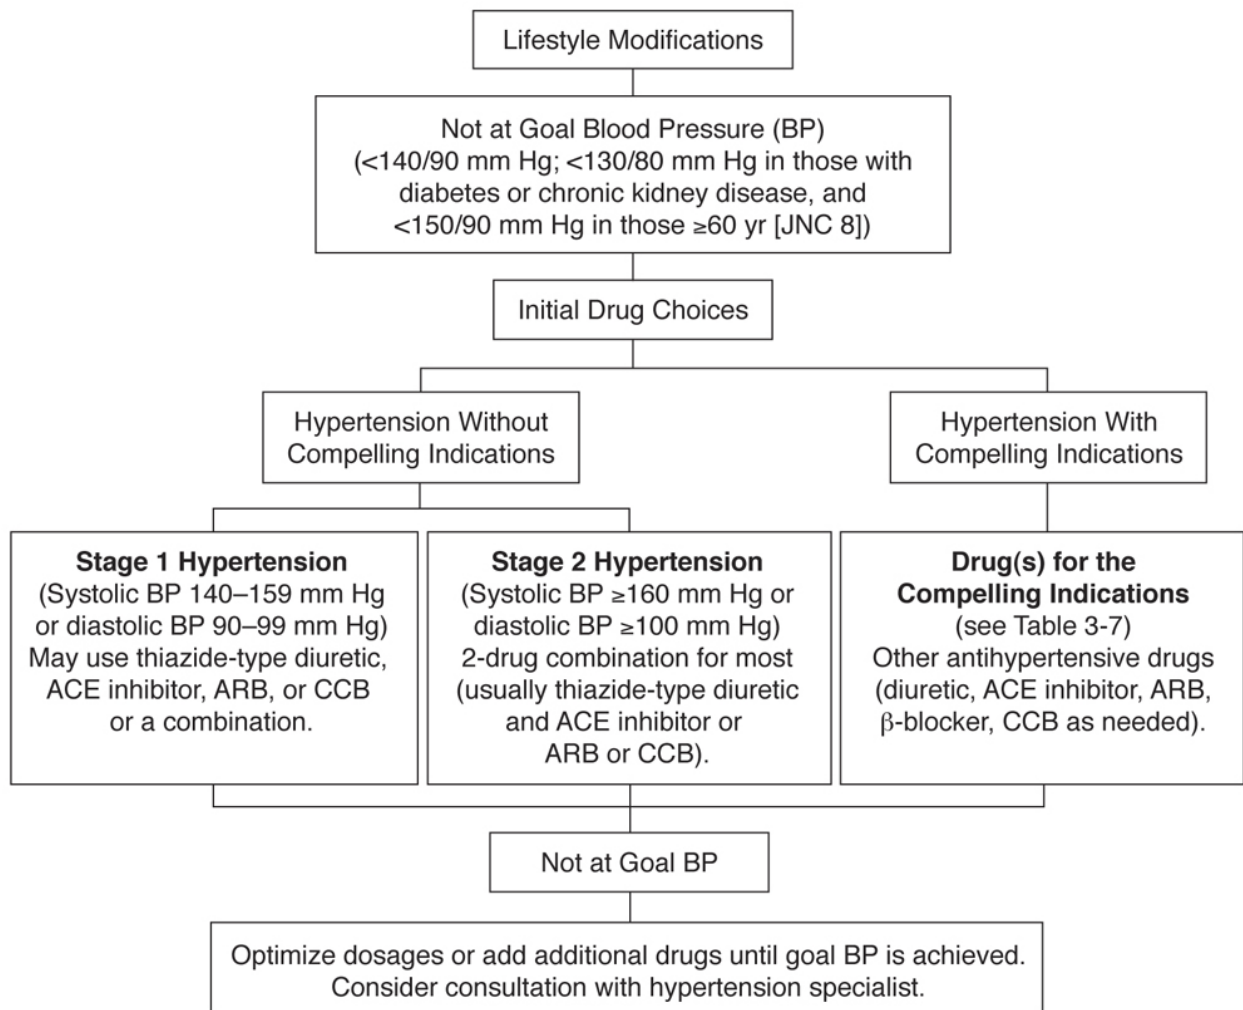 Lifestyle Modifications
Not at Goal Blood Pressure (BP)
(<140/90 mm Hg; <130/80 mm Hg in those with
diabetes or chronic kidney disease, and
<150/90 mm Hg in those ≥60 yr [JNC 8])
Initial Drug Choices
Hypertension Without
Compelling Indications
Hypertension With
Compelling Indications
Stage 1 Hypertension
(Systolic BP 140–159 mm Hg
or diastolic BP 90–99 mm Hg)
May use thiazide-type diuretic,
ACE inhibitor, ARB, or CCB
or a combination.
Stage 2 Hypertension
(Systolic BP ≥160 mm Hg or
diastolic BP ≥100 mm Hg)
2-drug combination for most
(usually thiazide-type diuretic
and ACE inhibitor or
ARB or CCB).
Drug(s) for the
Compelling Indications
(see Table 3-7)
Other antihypertensive drugs
(diuretic, ACE inhibitor, ARB,
β-blocker, CCB as needed).
Not at Goal BP
Optimize dosages or add additional drugs until goal BP is achieved.
Consider consultation with hypertension specialist.